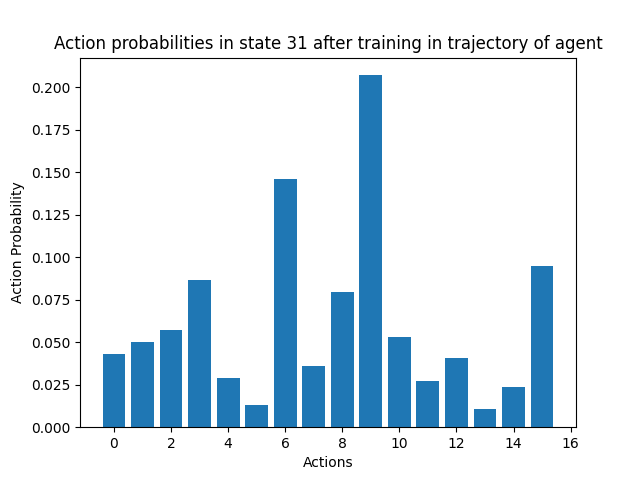 Action probabilities in state 31 after training in trajectory of agent
0.200
0.175
0.150
0.125
0.100
0.075
0.050
0.025
0.000
Action Probability
0 2 4 6 8 10 12 14 16
Actions